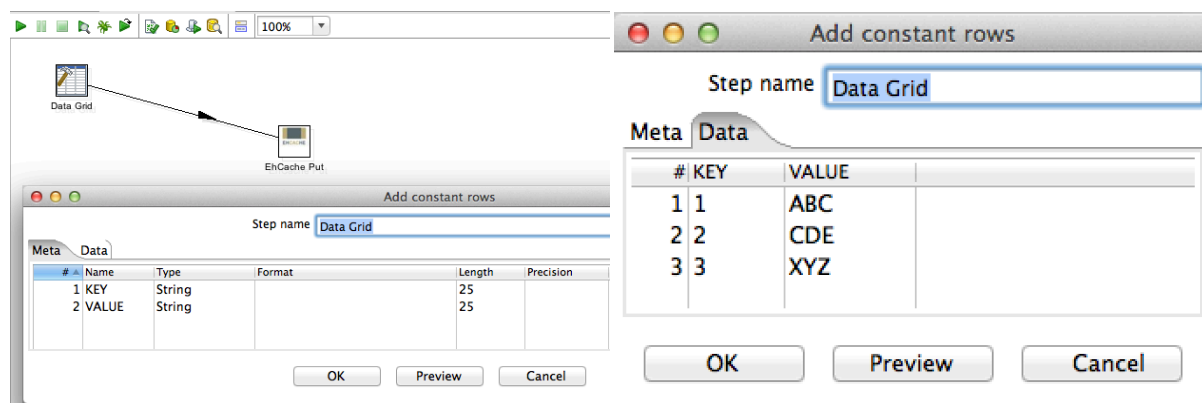 100%
Data Grid
EHCACHE
EhCache Put
Add constant rows
Step name Data Grid
Meta Data
# Name Type Format Length Precision
1 KEY String 25
2 VALUE String 25
OK Preview Cancel
Add constant rows
Step name Data Grid
Meta Data
# KEY VALUE
1 1 ABC
2 2 CDE
3 3 XYZ
OK Preview Cancel